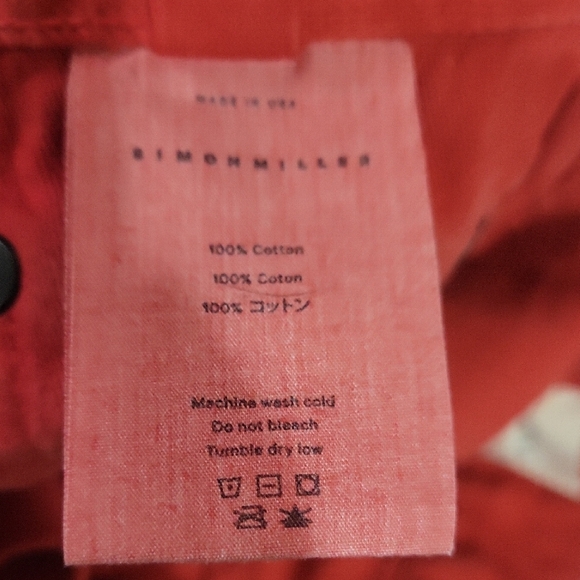 MADE IN USA
SIMONMILLER
100% Cotton
100% Coton
100% コットン
Machine wash cold
Do not bleach
Tumble dry low